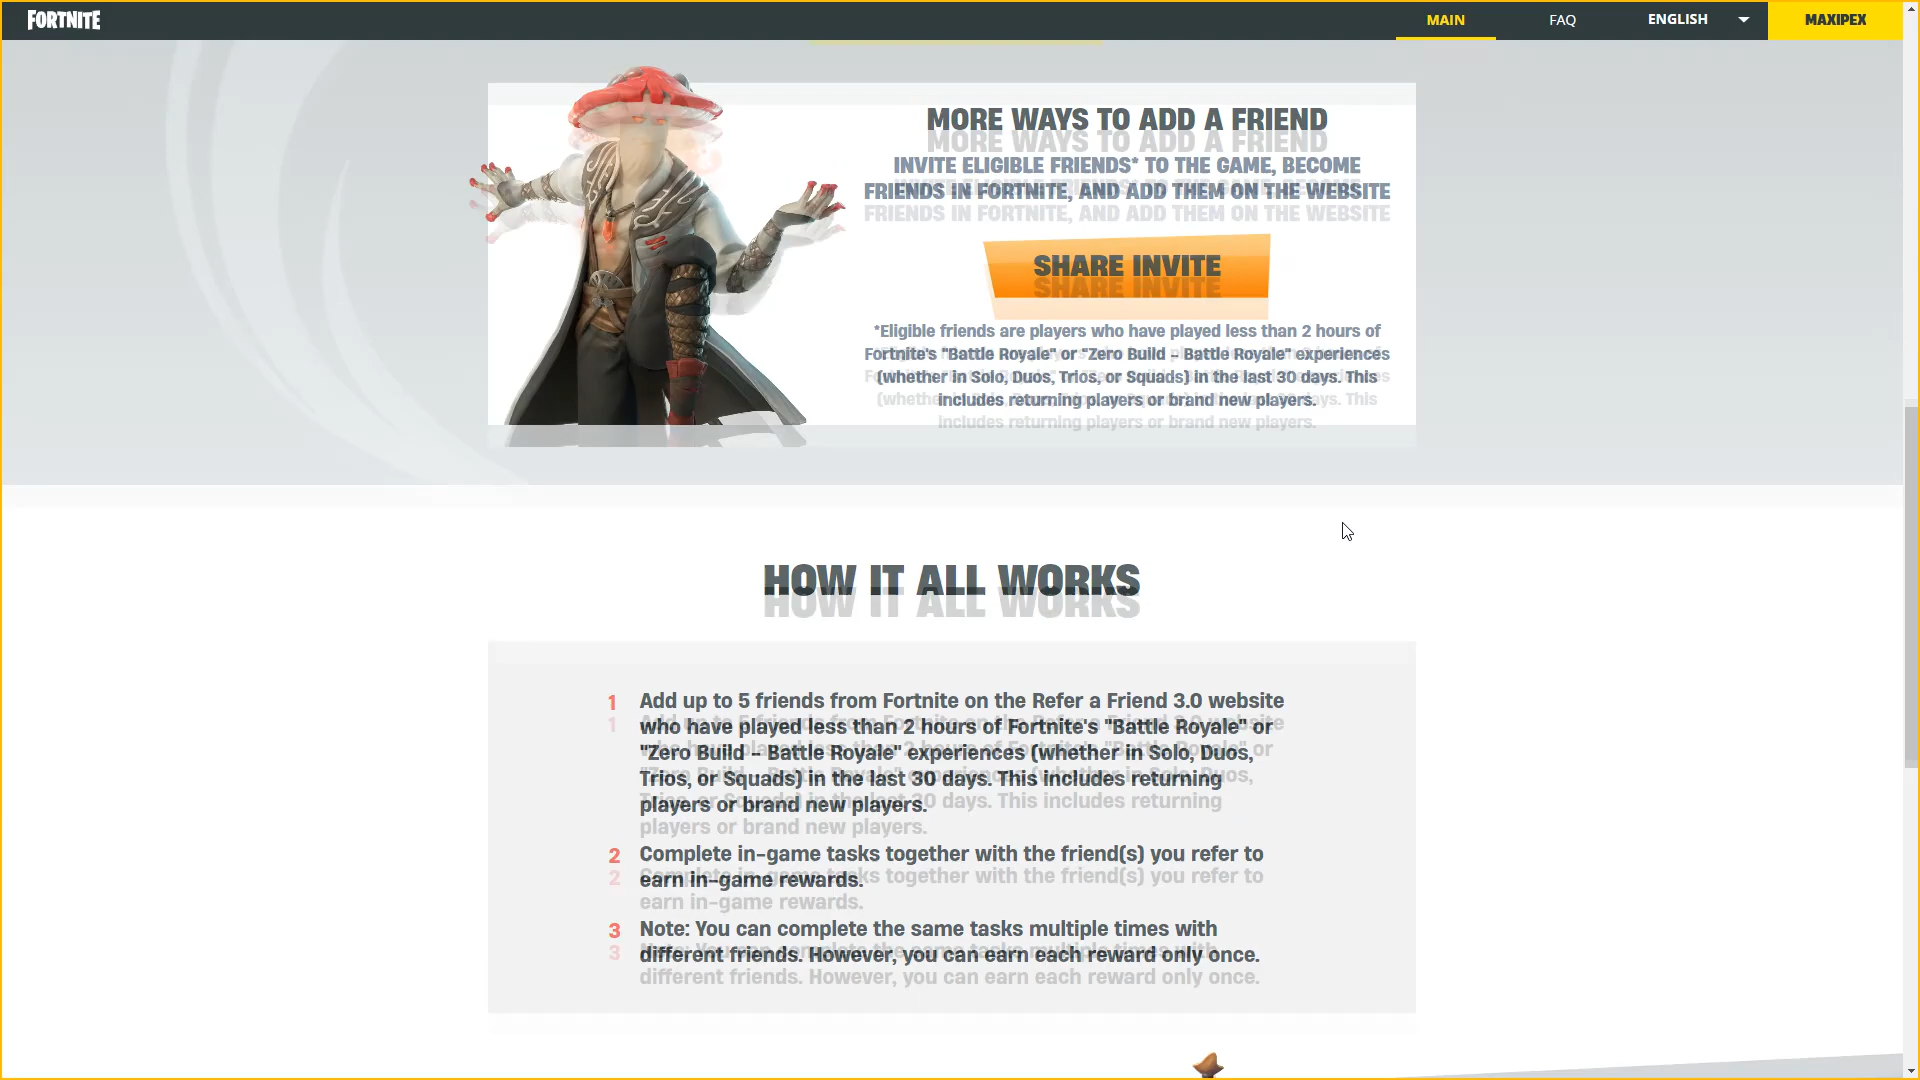 FORTNITE
MAIN
FAQ
ENGLISH
MAXIPEX
MORE WAYS TO ADD A FRIEND
INVITE ELIGIBLE FRIENDS* TO THE GAME, BECOME
FRIENDS IN FORTNITE, AND ADD THEM ON THE WEBSITE
SHARE INVITE
*Eligible friends are players who have played less than 2 hours of
Fortnite's "Battle Royale" or "Zero Build – Battle Royale" experiences
(whether in Solo, Duos, Trios, or Squads) in the last 30 days. This
includes returning players or brand new players.
HOW IT ALL WORKS
1 Add up to 5 friends from Fortnite on the Refer a Friend 3.0 website
who have played less than 2 hours of Fortnite's "Battle Royale" or
"Zero Build – Battle Royale" experiences (whether in Solo, Duos,
Trios, or Squads) in the last 30 days. This includes returning
players or brand new players.
2 Complete in-game tasks together with the friend(s) you refer to
earn in-game rewards.
3 Note: You can complete the same tasks multiple times with
different friends. However, you can earn each reward only once.